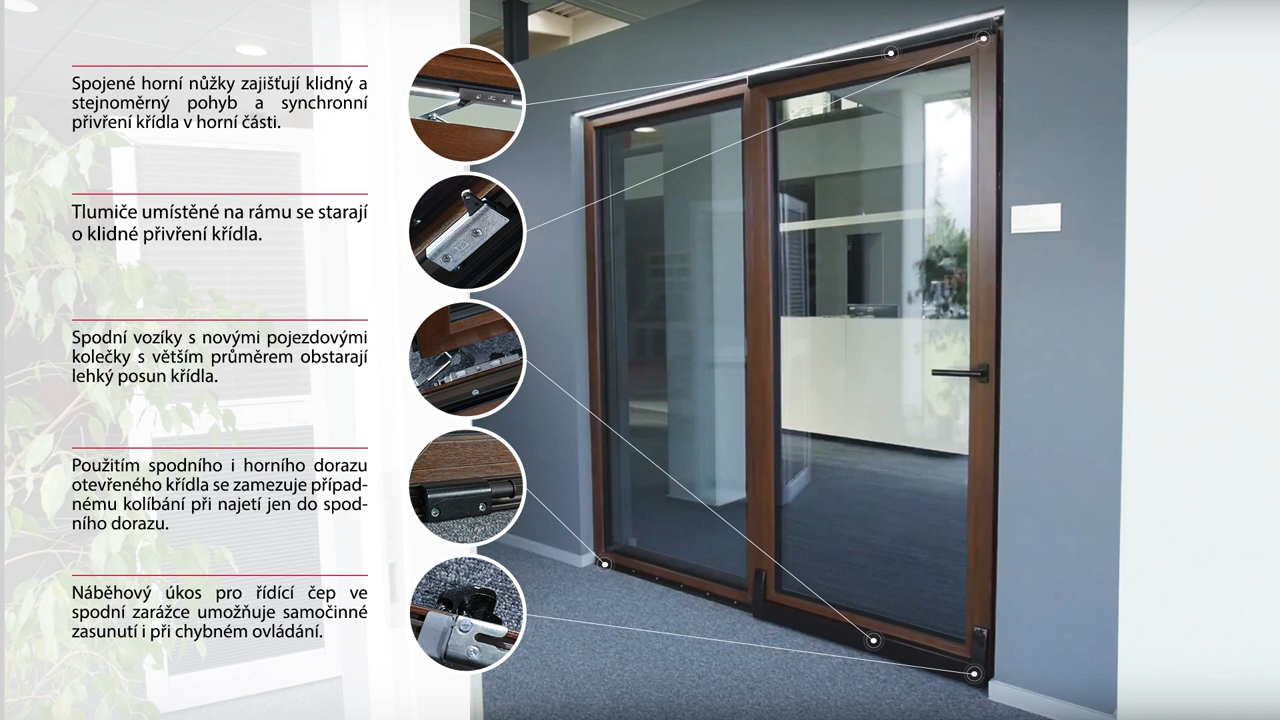 Spojené horní nůžky zajišťují klidný a
stejnoměrný pohyb a synchronní
přivření křídla v horní části.
Tlumiče umístěné na rámu se starají
o klidné přivření křídla.
Spodní vozíky s novými pojezdovými
kolečky s větším průměrem obstarají
lehký posun křídla.
Použitím spodního i horního dorazu
otevřeného křídla se zamezuje případ-
nému kolíbání při najetí jen do spod-
ního dorazu.
Náběhový úkos pro řídící čep ve
spodní zarážce umožňuje samočinné
zasunutí i při chybném ovládání.